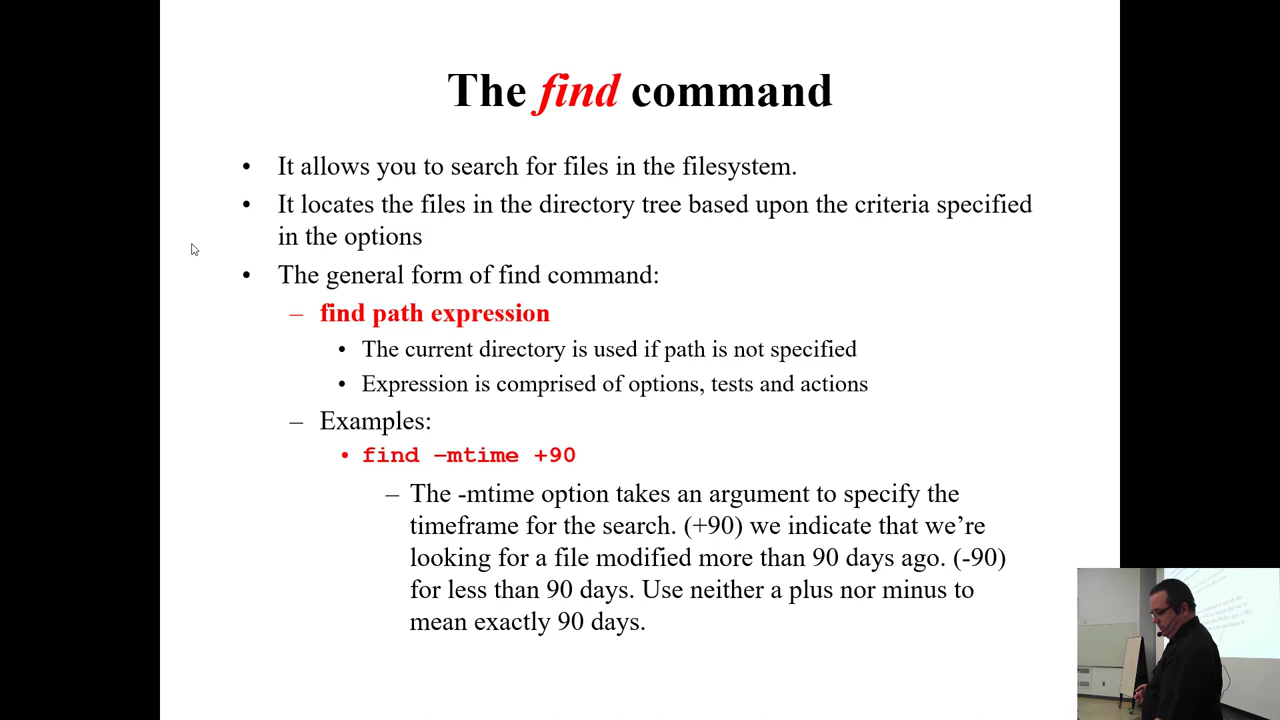 The find command
• It allows you to search for files in the filesystem.
• It locates the files in the directory tree based upon the criteria specified
in the options
• The general form of find command:
– find path expression
• The current directory is used if path is not specified
• Expression is comprised of options, tests and actions
– Examples:
• find –mtime +90
– The -mtime option takes an argument to specify the
timeframe for the search. (+90) we indicate that we’re
looking for a file modified more than 90 days ago. (-90)
for less than 90 days. Use neither a plus nor minus to
mean exactly 90 days.